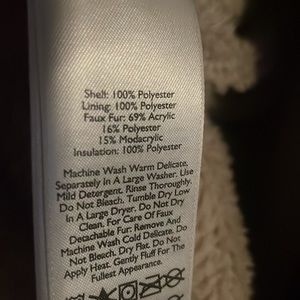 Shell: 100% Polyester
Lining: 100% Polyester
Faux Fur: 69% Acrylic
16% Polyester
15% Modacrylic
Insulation: 100% Polyester
Machine Wash Warm Delicate.
Separately In A Large Washer. Use
Mild Detergent. Rinse Thoroughly.
Do Not Bleach. Tumble Dry Low
In A Large Dryer. Do Not Dry
Clean. For Care Of Faux
Detachable Fur: Remove And
Machine Wash Cold Delicate. Do
Not Bleach. Dry Flat. Do Not
Apply Heat. Gently Fluff For The
Fullest Appearance.